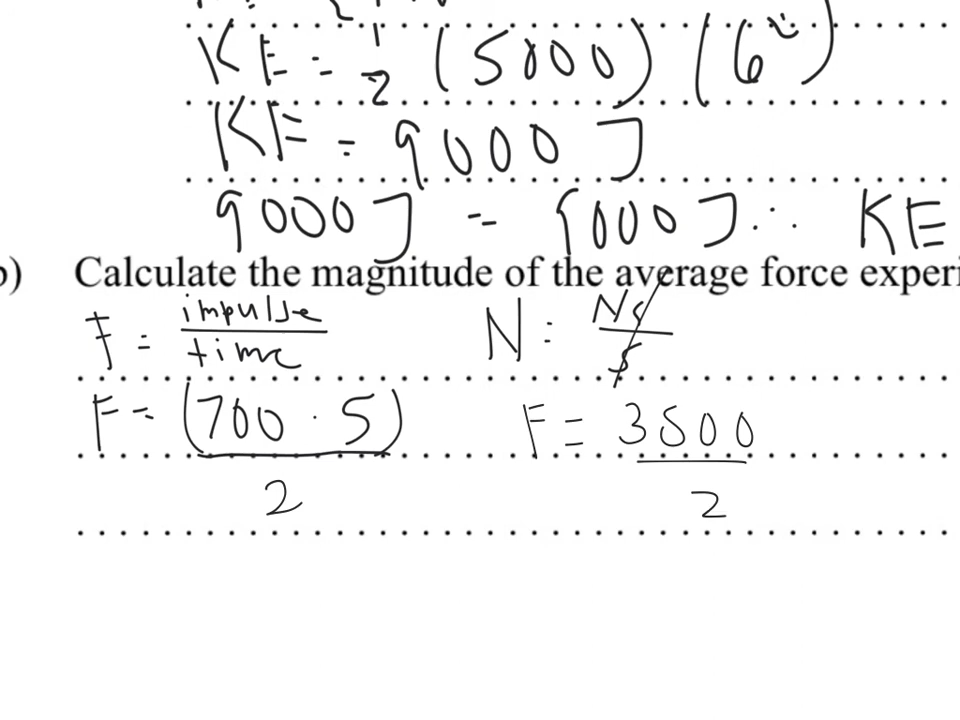 KE = 1/2 (5000) (6²)
KE = 9000 J
9000 J - 9000 J ∴ KE
Calculate the magnitude of the average force experi
F = impulse/time N = Ns/s
F = (700 · 5)/2 F = 3500/2